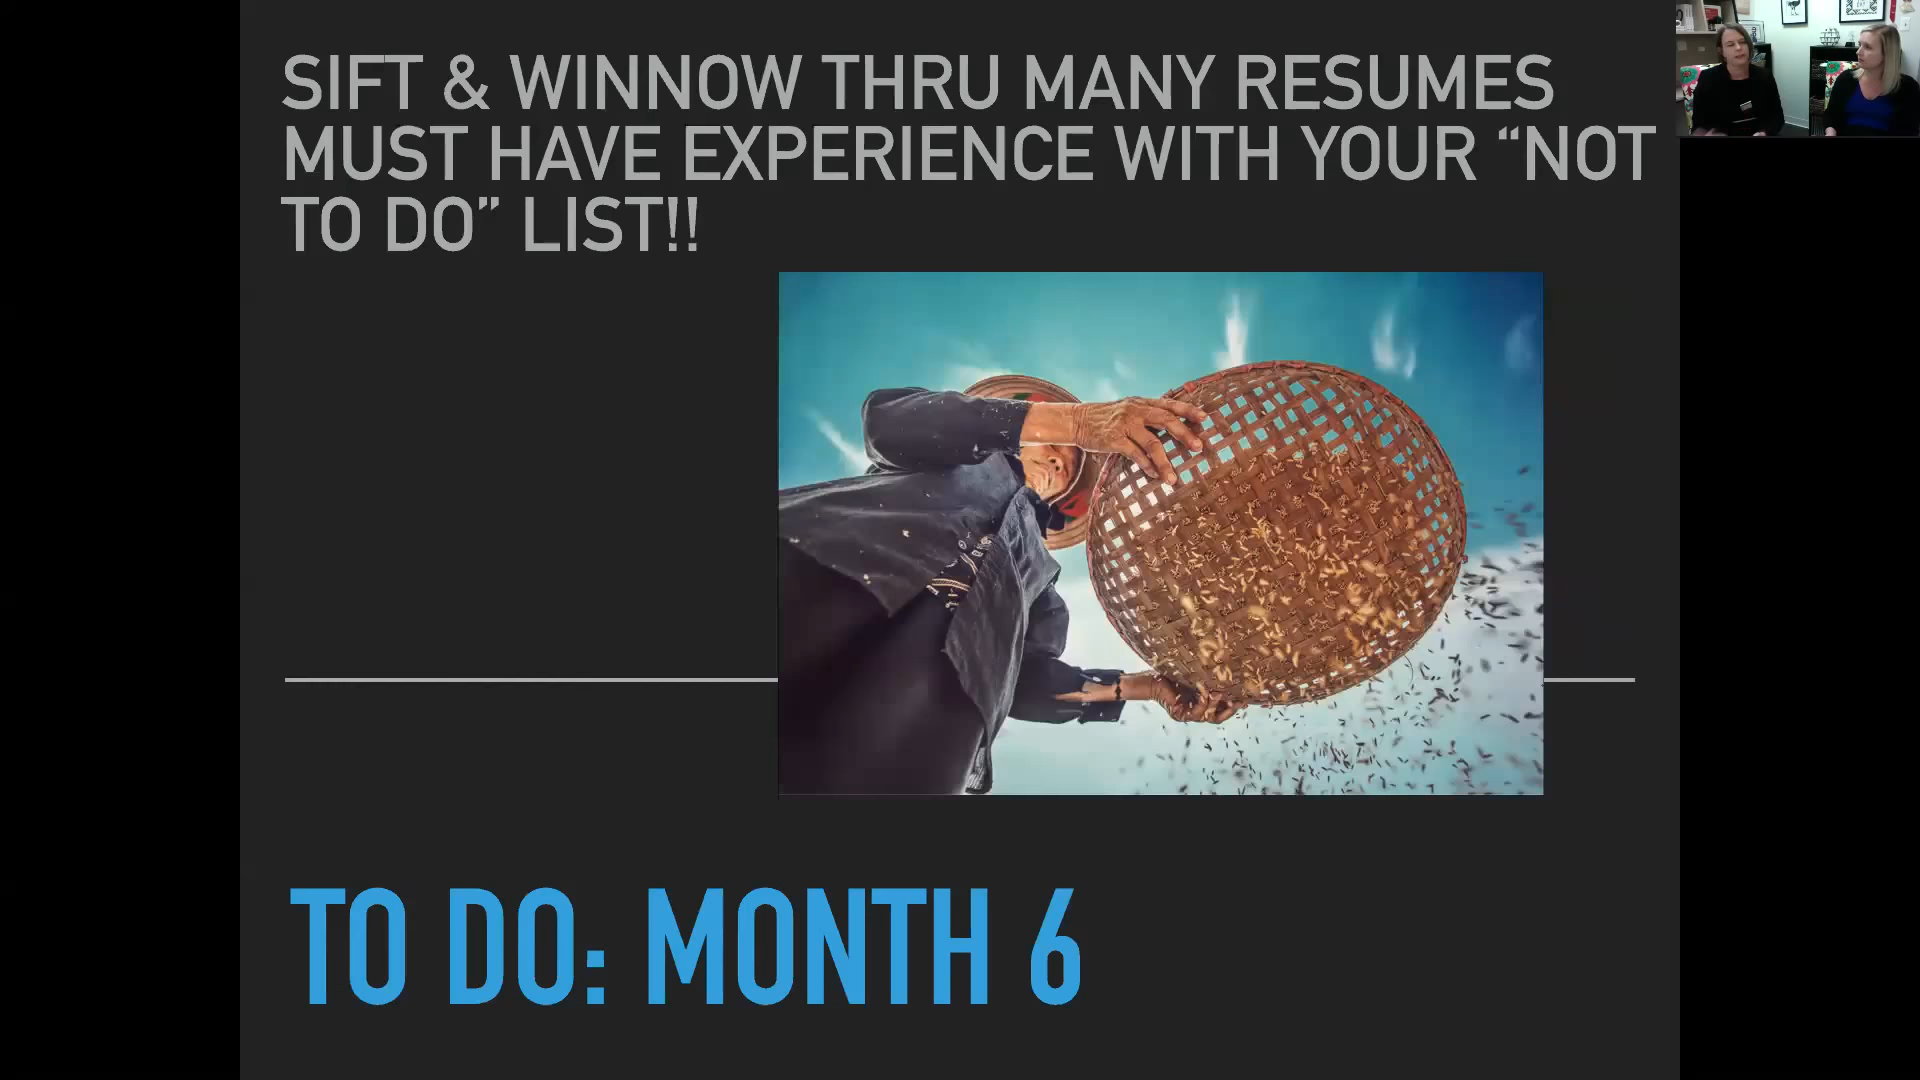 SIFT & WINNOW THRU MANY RESUMES
MUST HAVE EXPERIENCE WITH YOUR “NOT
TO DO” LIST!!
TO DO: MONTH 6